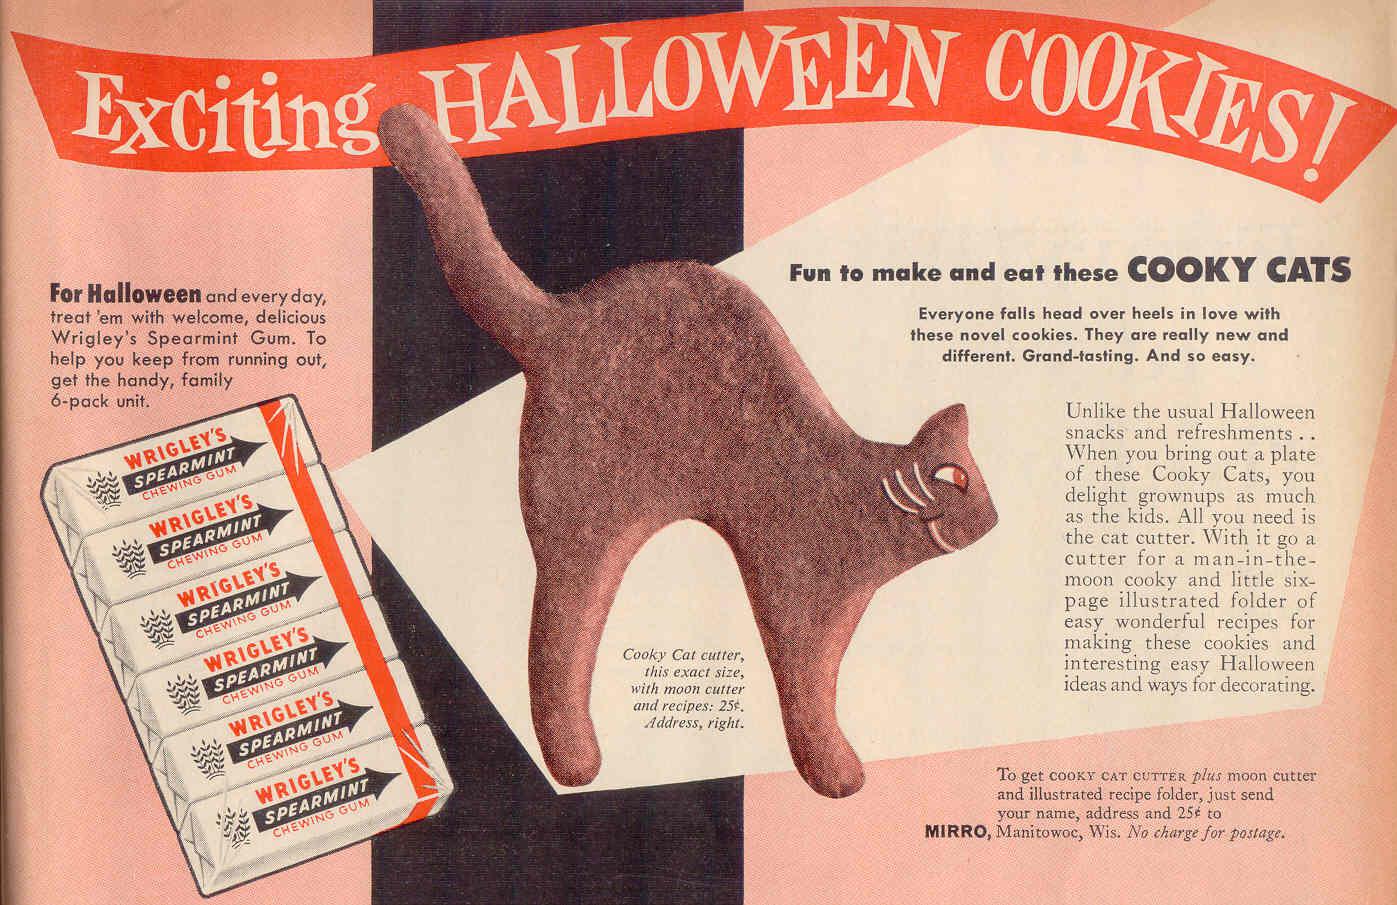 Exciting HALLOWEEN COOKIES!
For Halloween and every day,
treat 'em with welcome, delicious
Wrigley's Spearmint Gum. To
help you keep from running out,
get the handy, family
6-pack unit.
WRIGLEY'S
SPEARMINT
CHEWING GUM
WRIGLEY'S
SPEARMINT
CHEWING GUM
WRIGLEY'S
SPEARMINT
CHEWING GUM
WRIGLEY'S
SPEARMINT
CHEWING GUM
WRIGLEY'S
SPEARMINT
CHEWING GUM
WRIGLEY'S
SPEARMINT
CHEWING GUM
Fun to make and eat these COOKY CATS
Everyone falls head over heels in love with
these novel cookies. They are really new and
different. Grand-tasting. And so easy.
Unlike the usual Halloween
snacks and refreshments . .
When you bring out a plate
of these Cooky Cats, you
delight grownups as much
as the kids. All you need is
the cat cutter. With it go a
cutter for a man-in-the-
moon cooky and little six-
page illustrated folder of
easy wonderful recipes for
making these cookies and
interesting easy Halloween
ideas and ways for decorating.
Cooky Cat cutter,
this exact size,
with moon cutter
and recipes: 25¢.
Address, right.
To get COOKY CAT CUTTER plus moon cutter
and illustrated recipe folder, just send
your name, address and 25¢ to
MIRRO, Manitowoc, Wis. No charge for postage.